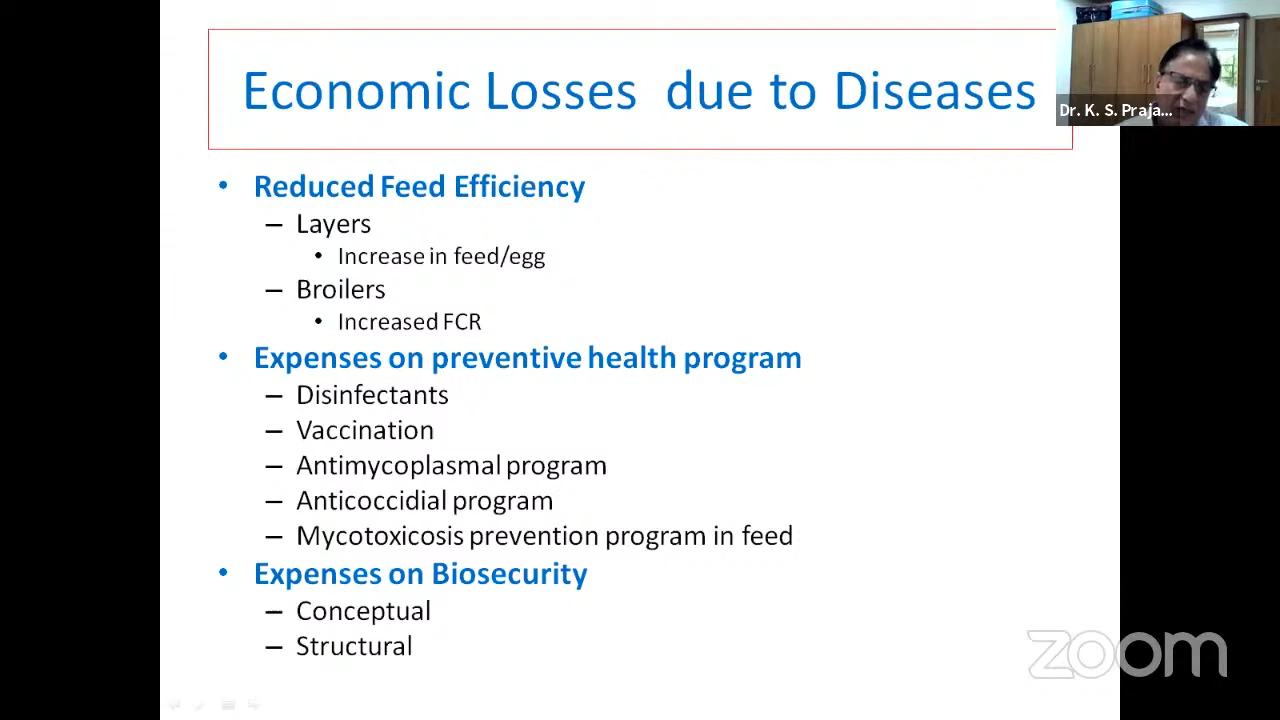 Economic Losses due to Diseases
Dr. K. S. Praja...
• Reduced Feed Efficiency
– Layers
• Increase in feed/egg
– Broilers
• Increased FCR
• Expenses on preventive health program
– Disinfectants
– Vaccination
– Antimycoplasmal program
– Anticoccidial program
– Mycotoxicosis prevention program in feed
• Expenses on Biosecurity
– Conceptual
– Structural
zoom